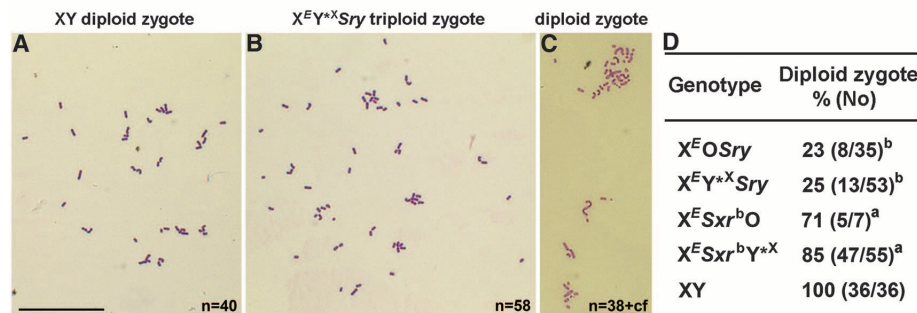 XY diploid zygote
X^E Y*^X Sry triploid zygote
diploid zygote
A
B
C
D
n=40
n=58
n=38+cf
Genotype Diploid zygote % (No)
X^E OSry 23 (8/35)^b
X^E Y*^X Sry 25 (13/53)^b
X^E Sxr^b O 71 (5/7)^a
X^E Sxr^b Y*^X 85 (47/55)^a
XY 100 (36/36)